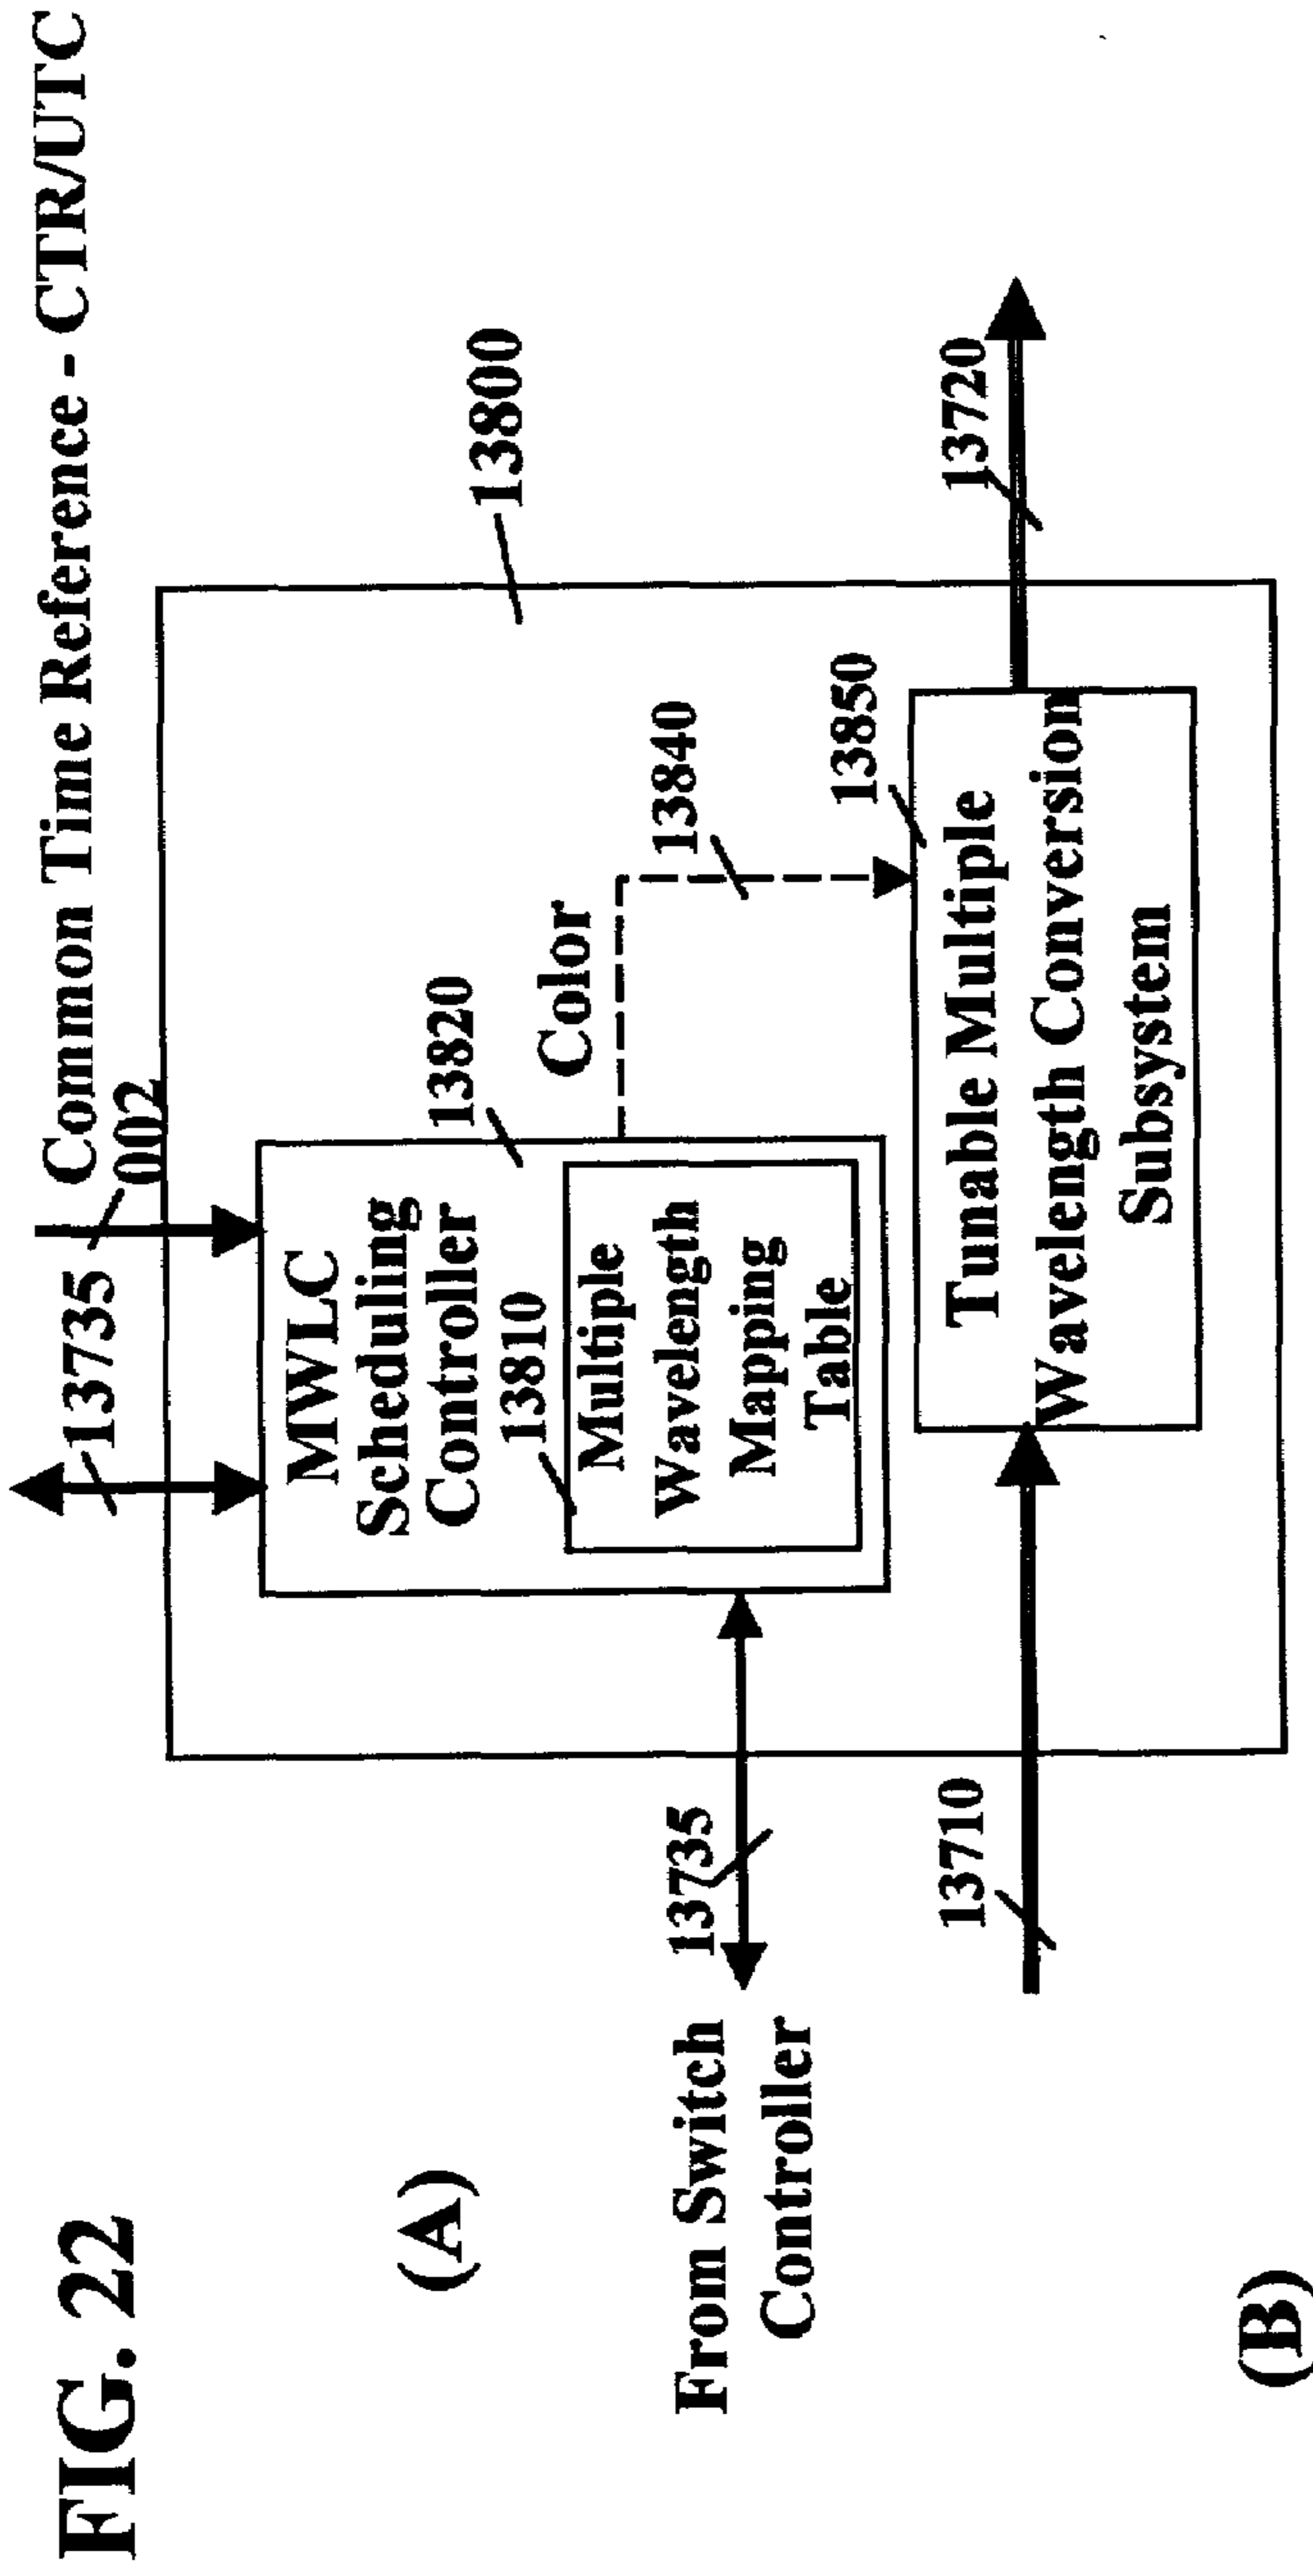 FIG. 22
Common Time Reference - CTR/UTC
13735
002
(A)
MWLC
Scheduling
Controller
13820
13800
13810
Multiple
Wavelength
Mapping
Table
Color
13840
From Switch
Controller
13735
13850
13710
Tunable Multiple
Wavelength Conversion
Subsystem
13720
(B)